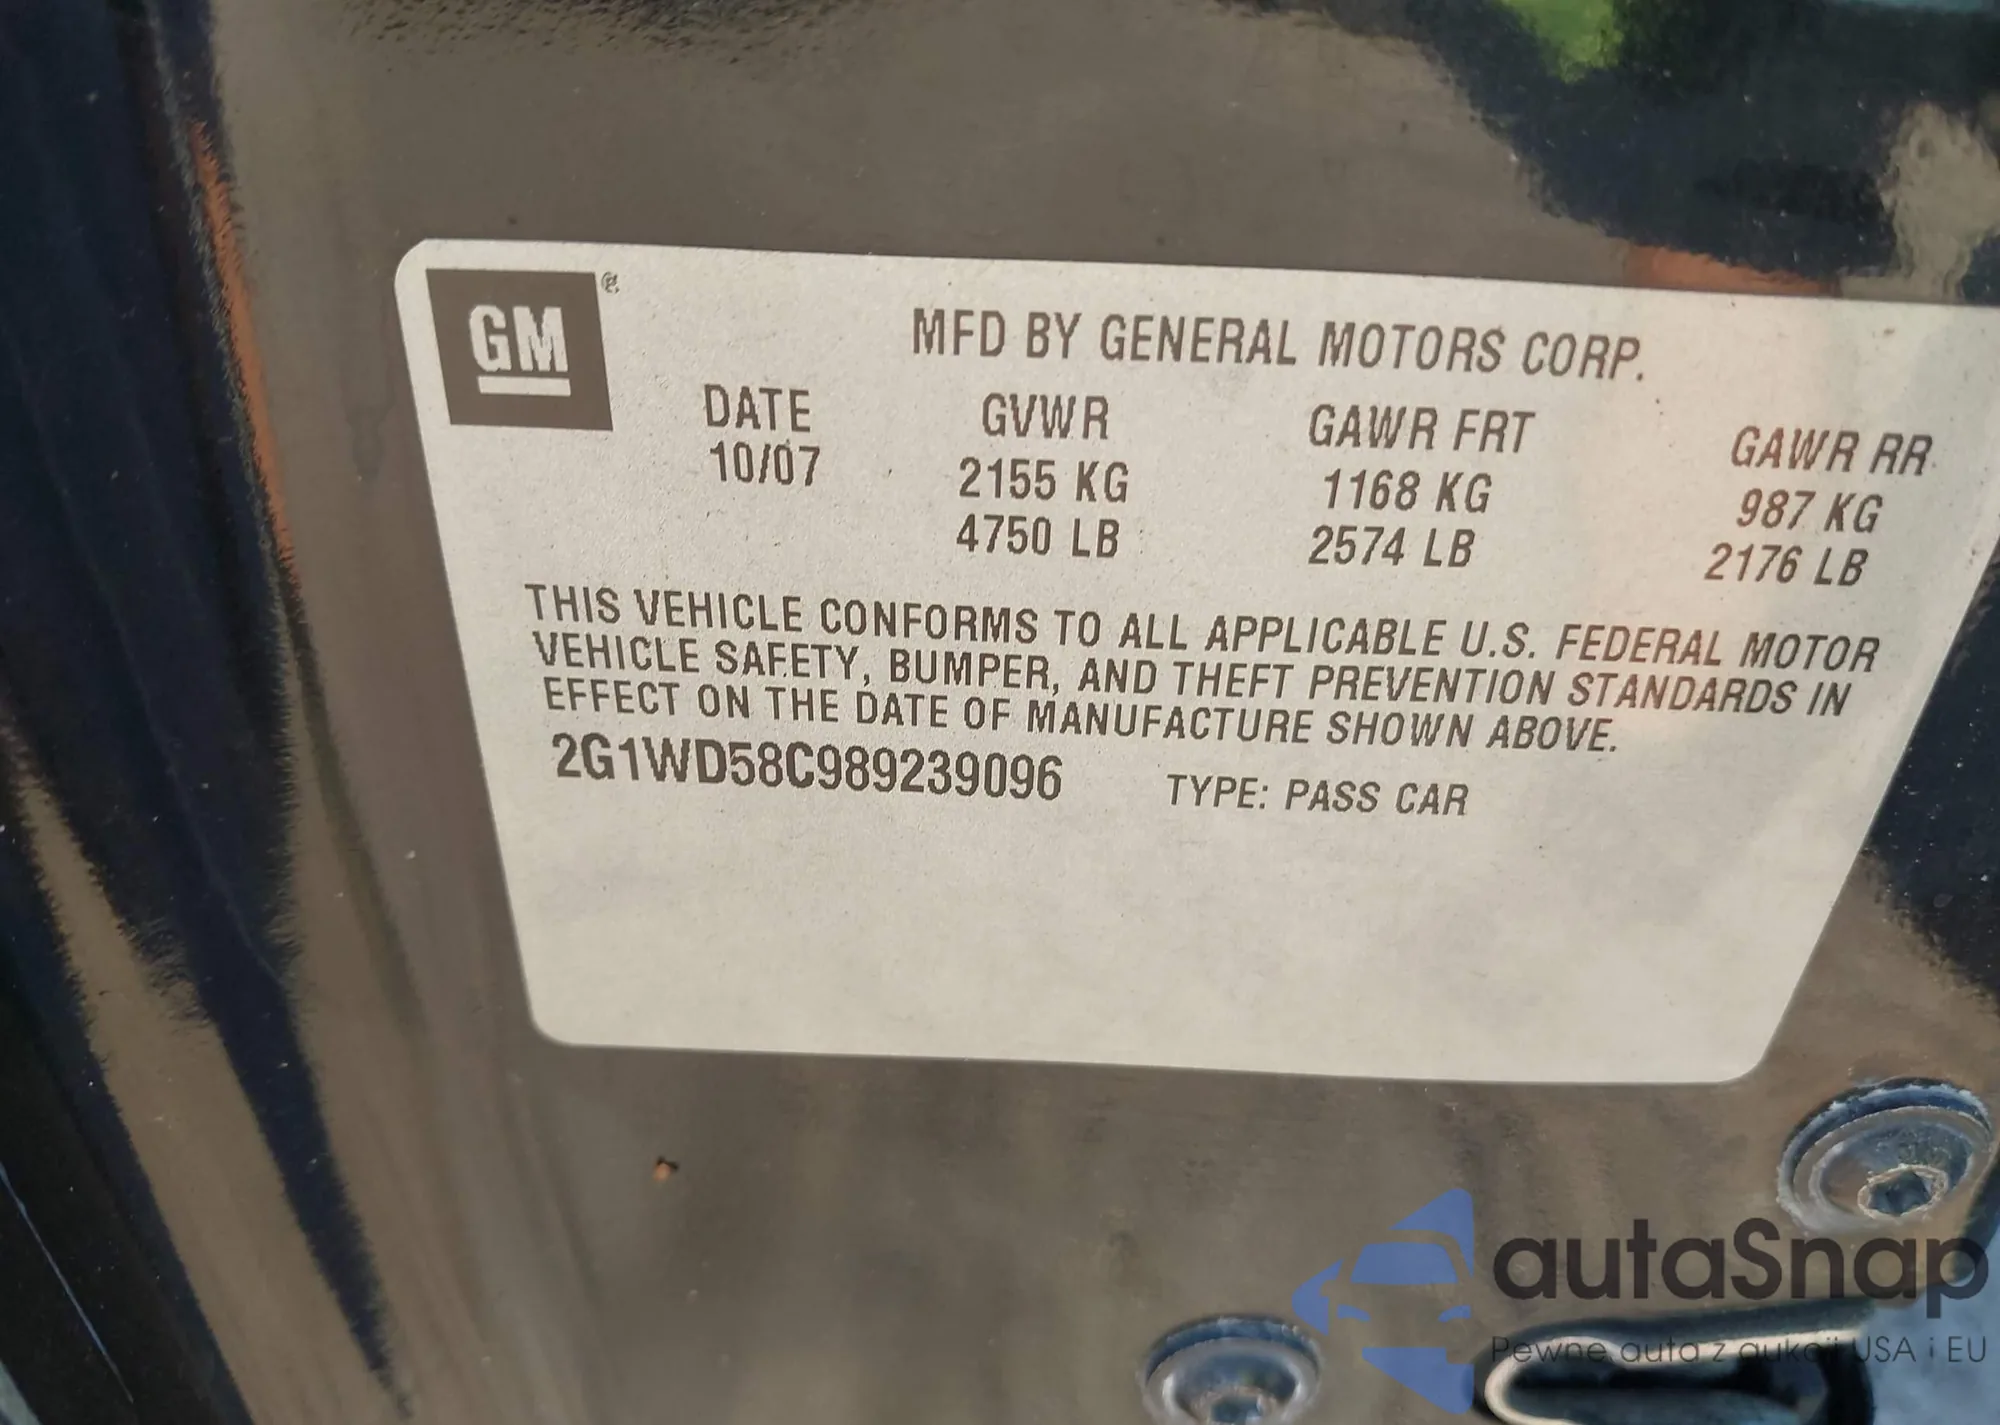 GM
MFD BY GENERAL MOTORS CORP.
DATE GVWR GAWR FRT GAWR RR
10/07 2155 KG 1168 KG 987 KG
4750 LB 2574 LB 2176 LB
THIS VEHICLE CONFORMS TO ALL APPLICABLE U.S. FEDERAL MOTOR
VEHICLE SAFETY, BUMPER, AND THEFT PREVENTION STANDARDS IN
EFFECT ON THE DATE OF MANUFACTURE SHOWN ABOVE.
2G1WD58C989239096 TYPE: PASS CAR
autaSnap
Pewne auta z aukcji USA i EU